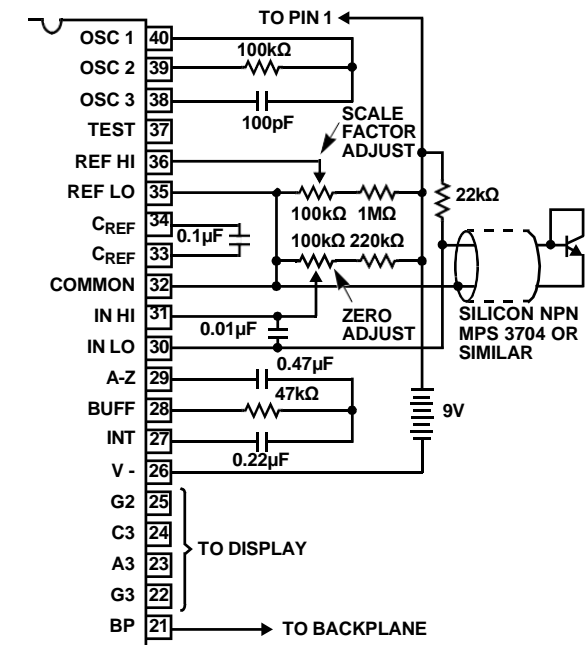 TO PIN 1
OSC 1 40
100kΩ
OSC 2 39
OSC 3 38
100pF
TEST 37
SCALE
FACTOR
ADJUST
REF HI 36
REF LO 35
100kΩ 1MΩ
22kΩ
CREF 34
0.1µF
100kΩ 220kΩ
CREF 33
COMMON 32
IN HI 31
0.01µF
ZERO
ADJUST
SILICON NPN
MPS 3704 OR
SIMILAR
IN LO 30
0.47µF
A-Z 29
47kΩ
BUFF 28
9V
INT 27
0.22µF
V - 26
G2 25
C3 24
TO DISPLAY
A3 23
G3 22
BP 21
TO BACKPLANE